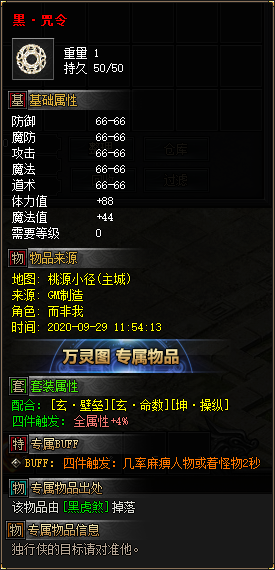 黑·咒令
重量 1
持久 50/50
基 基础属性
防御 66-66
魔防 66-66
攻击 66-66
魔法 66-66
道术 66-66
体力值 +88
魔法值 +44
需要等级 0
物 物品来源
地图: 桃源小径(主城)
来源: GM制造
角色: 而非我
时间: 2020-09-29 11:54:13
万灵图 专属物品
套 套装属性
配合: [玄·壁垒][玄·命数][坤·操纵]
四件触发: 全属性+4%
特 专属BUFF
BUFF: 四件触发: 几率麻痹人物或着怪物2秒
物 专属物品出处
该物品由 [黑虎煞] 掉落
物 专属物品信息
独行侠的目标请对准他。